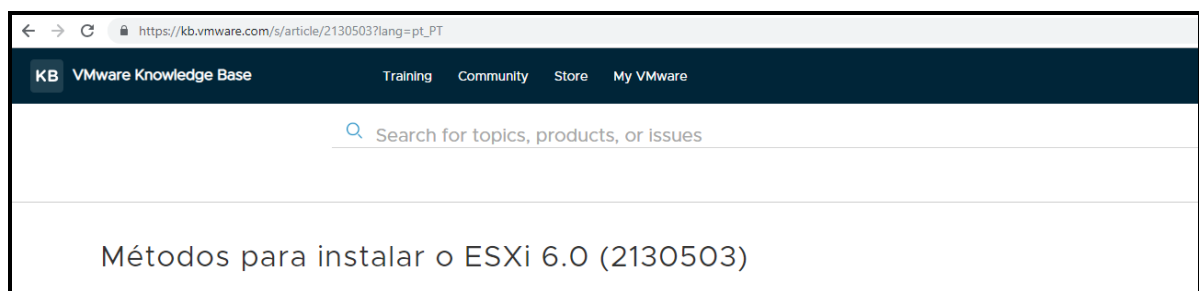 https://kb.vmware.com/s/article/2130503?lang=pt_PT
KB VMware Knowledge Base Training Community Store My VMware
Search for topics, products, or issues
Métodos para instalar o ESXi 6.0 (2130503)